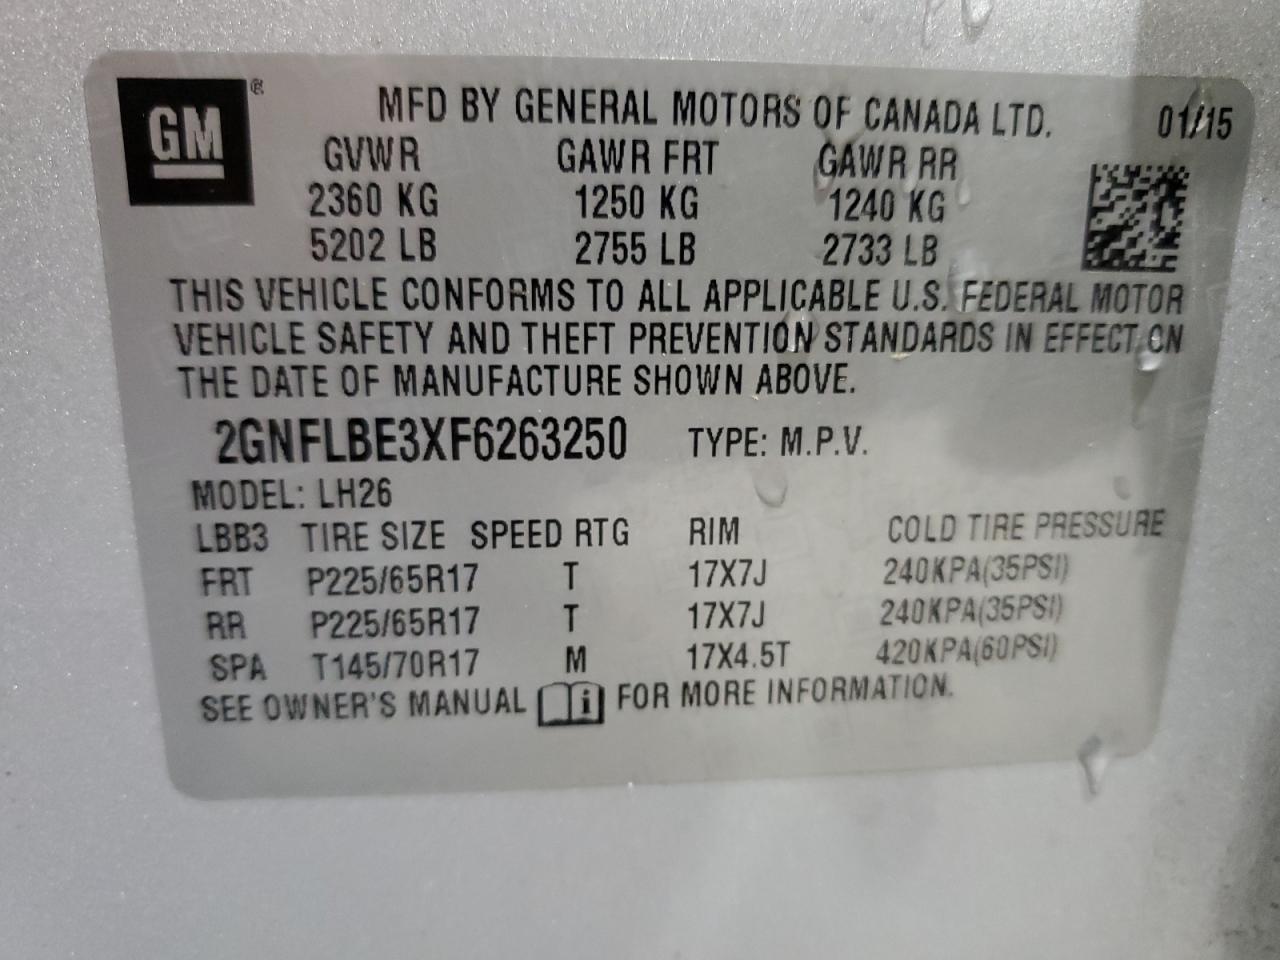 GM ®
MFD BY GENERAL MOTORS OF CANADA LTD. 01/15
GVWR GAWR FRT GAWR RR
2360 KG 1250 KG 1240 KG
5202 LB 2755 LB 2733 LB
THIS VEHICLE CONFORMS TO ALL APPLICABLE U.S. FEDERAL MOTOR
VEHICLE SAFETY AND THEFT PREVENTION STANDARDS IN EFFECT ON
THE DATE OF MANUFACTURE SHOWN ABOVE.
2GNFLBE3XF6263250 TYPE: M.P.V.
MODEL: LH26
LBB3 TIRE SIZE SPEED RTG RIM COLD TIRE PRESSURE
FRT P225/65R17 T 17X7J 240KPA(35PSI)
RR P225/65R17 T 17X7J 240KPA(35PSI)
SPA T145/70R17 M 17X4.5T 420KPA(60PSI)
SEE OWNER'S MANUAL i FOR MORE INFORMATION.